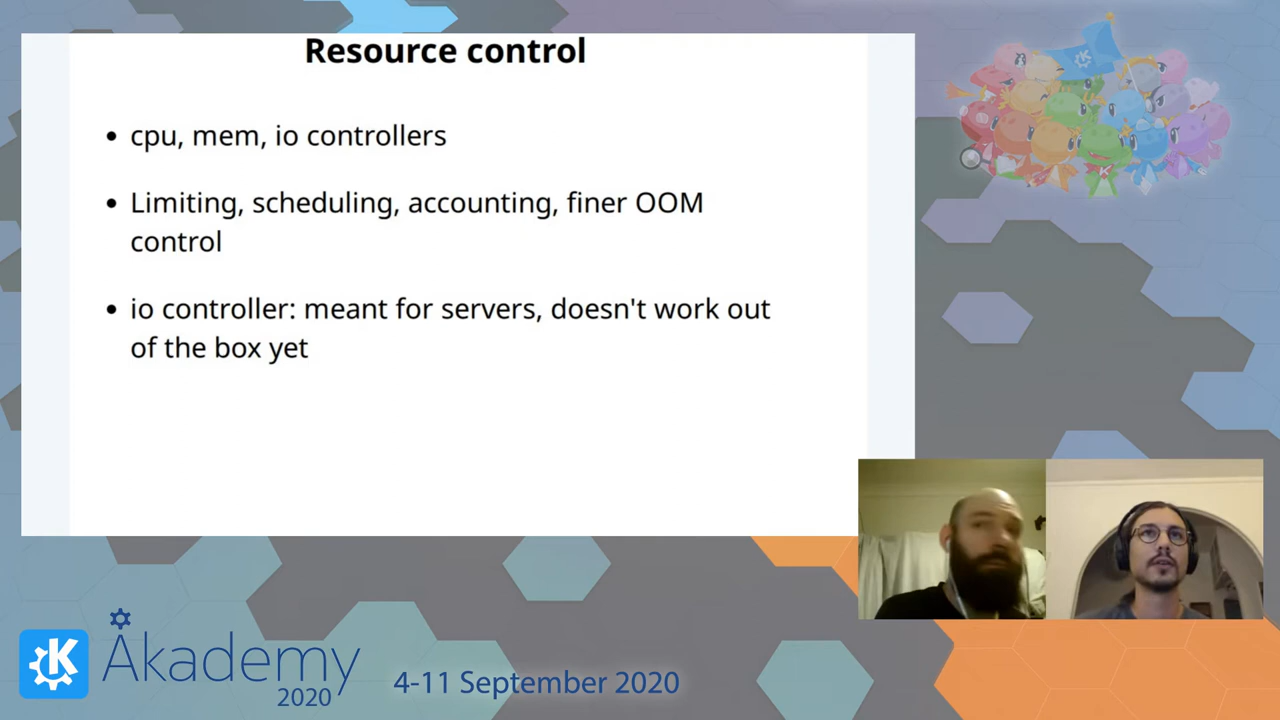 Resource control
cpu, mem, io controllers
Limiting, scheduling, accounting, finer OOM
control
io controller: meant for servers, doesn't work out
of the box yet
Akademy
2020
4-11 September 2020